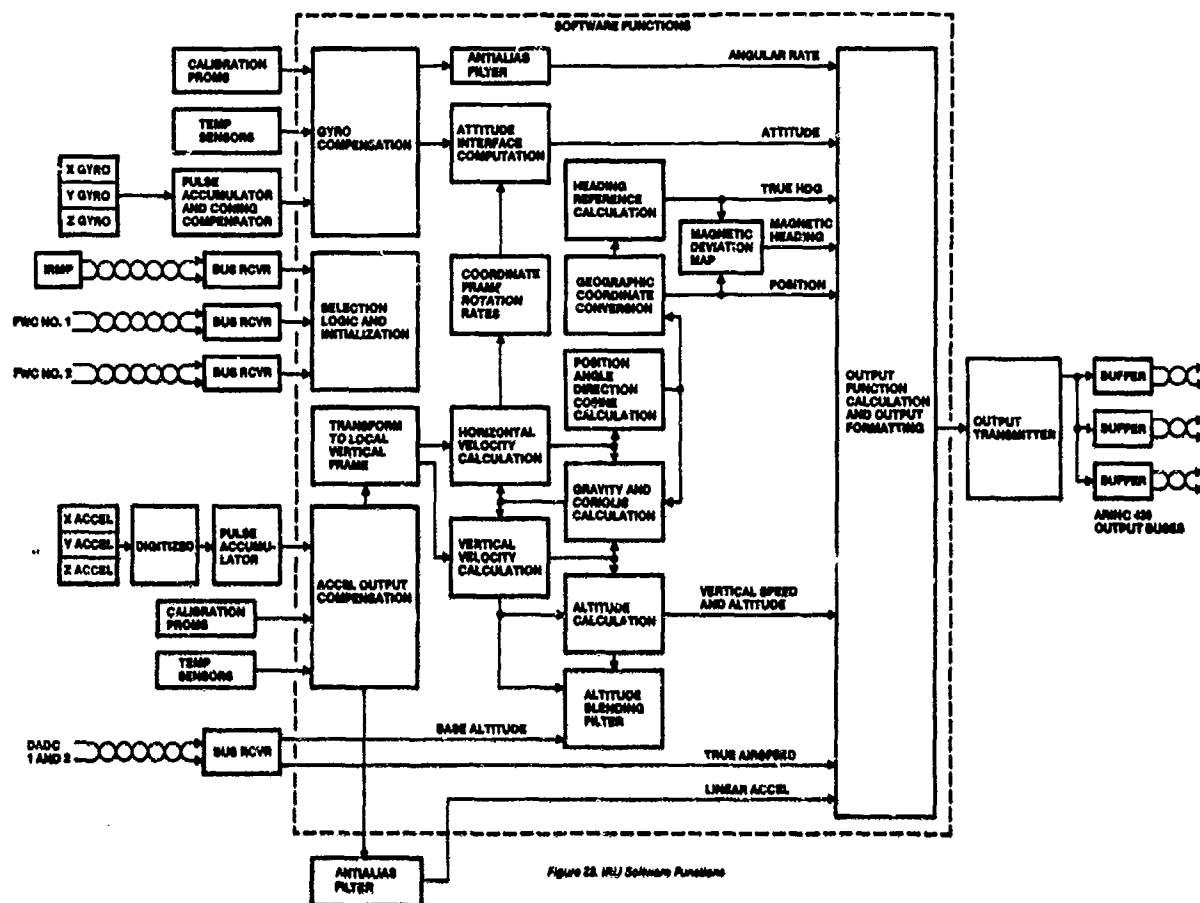 SOFTWARE FUNCTIONS
CALIBRATION
PROMS
TEMP
SENSORS
X GYRO
Y GYRO
Z GYRO
PULSE
ACCUMULATOR
AND CONING
COMPENSATOR
GYRO
COMPENSATION
ANTIALIAS
FILTER
ANGULAR RATE
ATTITUDE
INTERFACE
COMPUTATION
ATTITUDE
HEADING
REFERENCE
CALCULATION
TRUE HDG
MAGNETIC
DEVIATION
MAP
MAGNETIC
HEADING
IRMP
BUS RCVR
FWC NO. 1
BUS RCVR
FWC NO. 2
BUS RCVR
SELECTION
LOGIC AND
INITIALIZATION
COORDINATE
FRAME
ROTATION
RATES
GEOGRAPHIC
COORDINATE
CONVERSION
POSITION
POSITION
ANGLE
DIRECTION
COSINE
CALCULATION
TRANSFORM
TO LOCAL
VERTICAL
FRAME
HORIZONTAL
VELOCITY
CALCULATION
GRAVITY AND
CORIOLIS
CALCULATION
OUTPUT
FUNCTION
CALCULATION
AND OUTPUT
FORMATTING
OUTPUT
TRANSMITTER
BUFFER
BUFFER
BUFFER
ARINC 429
OUTPUT BUSES
X ACCEL
Y ACCEL
Z ACCEL
DIGITIZED
PULSE
ACCUMU-
LATOR
ACCEL OUTPUT
COMPENSATION
VERTICAL
VELOCITY
CALCULATION
CALIBRATION
PROMS
TEMP
SENSORS
ALTITUDE
CALCULATION
VERTICAL SPEED
AND ALTITUDE
ALTITUDE
BLENDING
FILTER
DADC
1 AND 2
BUS RCVR
BASE ALTITUDE
TRUE AIRSPEED
LINEAR ACCEL
ANTIALIAS
FILTER
Figure 23. IRU Software Functions